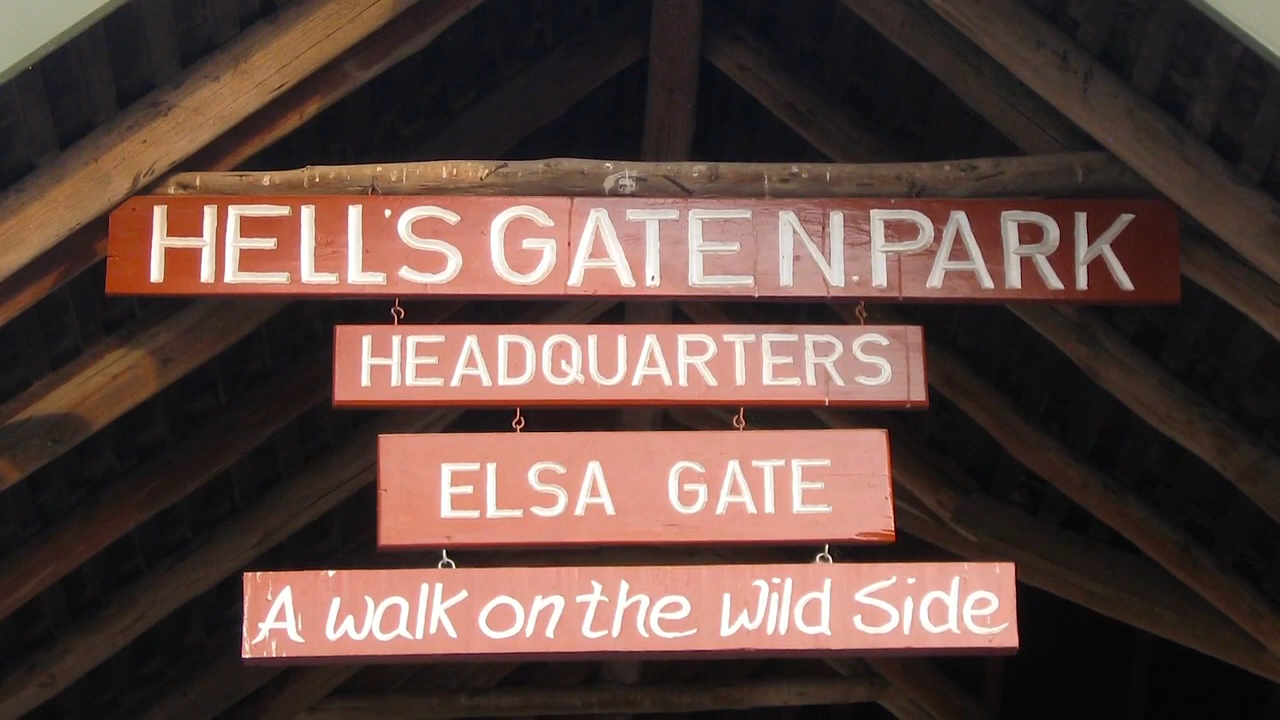 HELL'S GATE N PARK
HEADQUARTERS
ELSA GATE
A walk on the wild Side